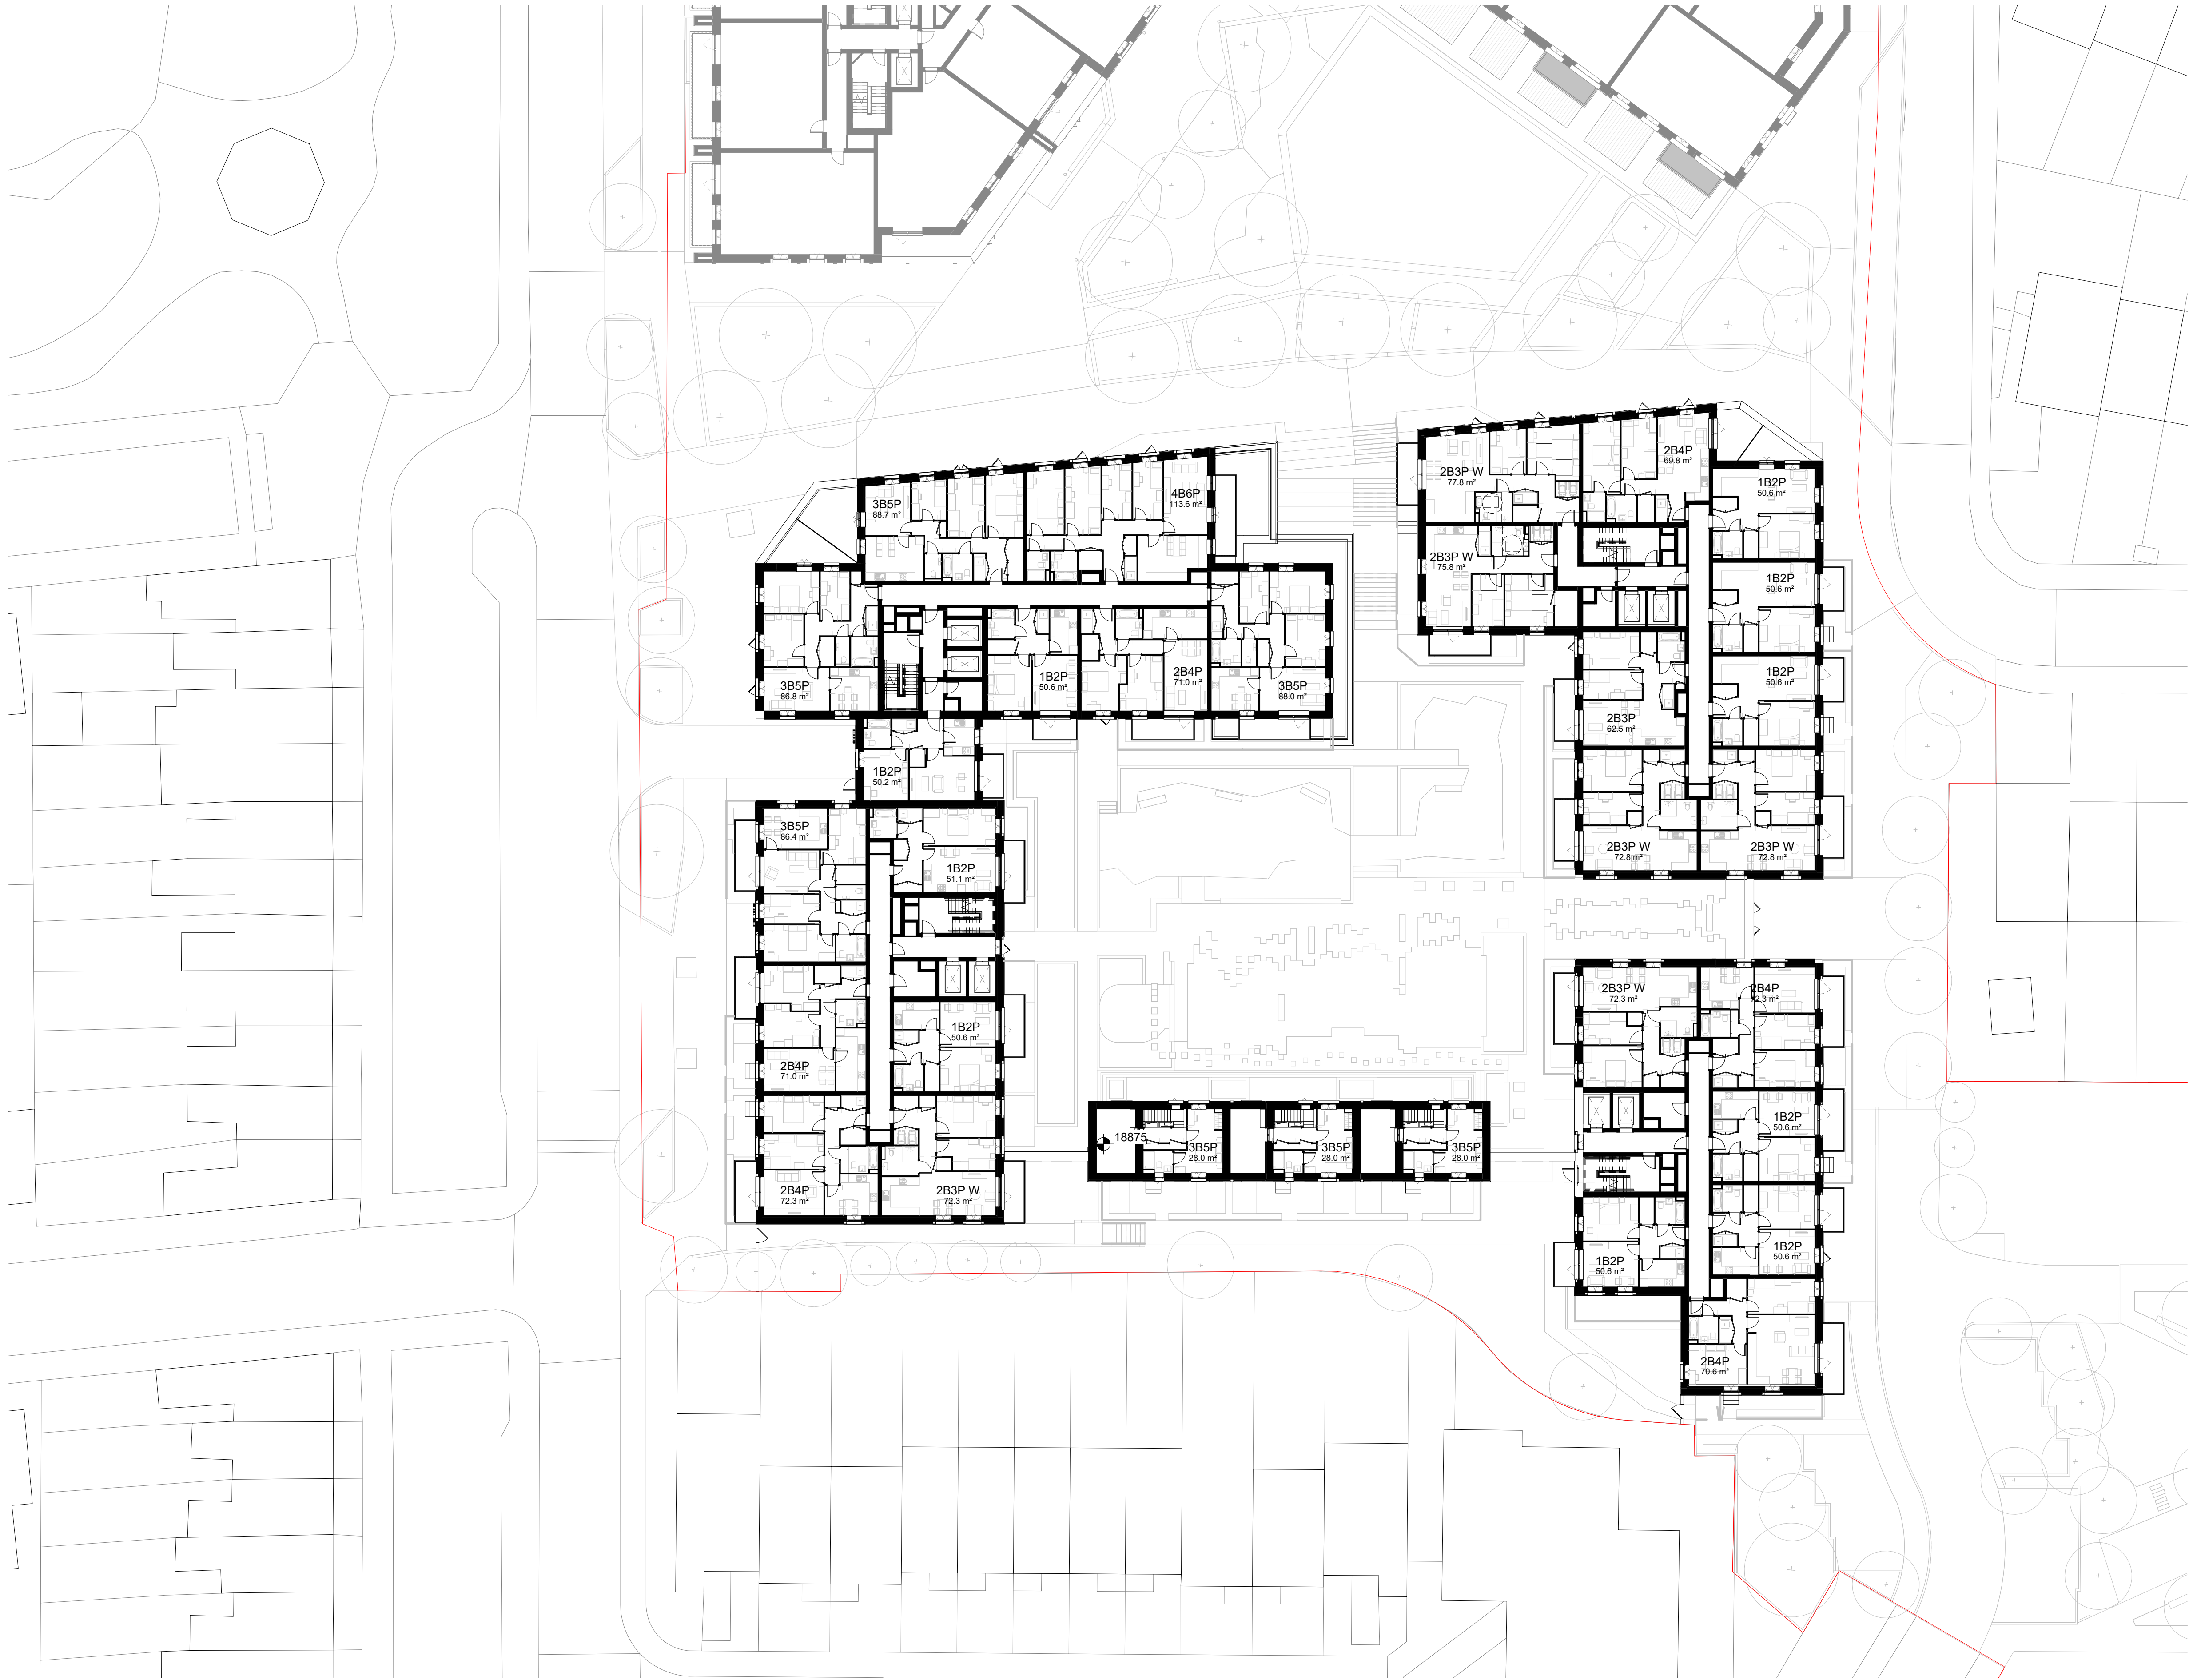 2B4P
69.8 m²
2B3P W
77.8 m²
1B2P
50.6 m²
4B6P
113.6 m²
3B5P
88.7 m²
2B3P W
75.8 m²
1B2P
50.6 m²
3B5P
86.8 m²
1B2P
50.6 m²
2B4P
71.0 m²
3B5P
88.0 m²
1B2P
50.6 m²
2B3P
62.5 m²
1B2P
50.2 m²
3B5P
86.4 m²
1B2P
51.1 m²
2B3P W
72.8 m²
2B3P W
72.8 m²
2B3P W
72.3 m²
2B4P
72.3 m²
1B2P
50.6 m²
2B4P
71.0 m²
1B2P
50.6 m²
18875
3B5P
28.0 m²
3B5P
28.0 m²
3B5P
28.0 m²
2B4P
72.3 m²
2B3P W
72.3 m²
1B2P
50.6 m²
1B2P
50.6 m²
2B4P
70.6 m²